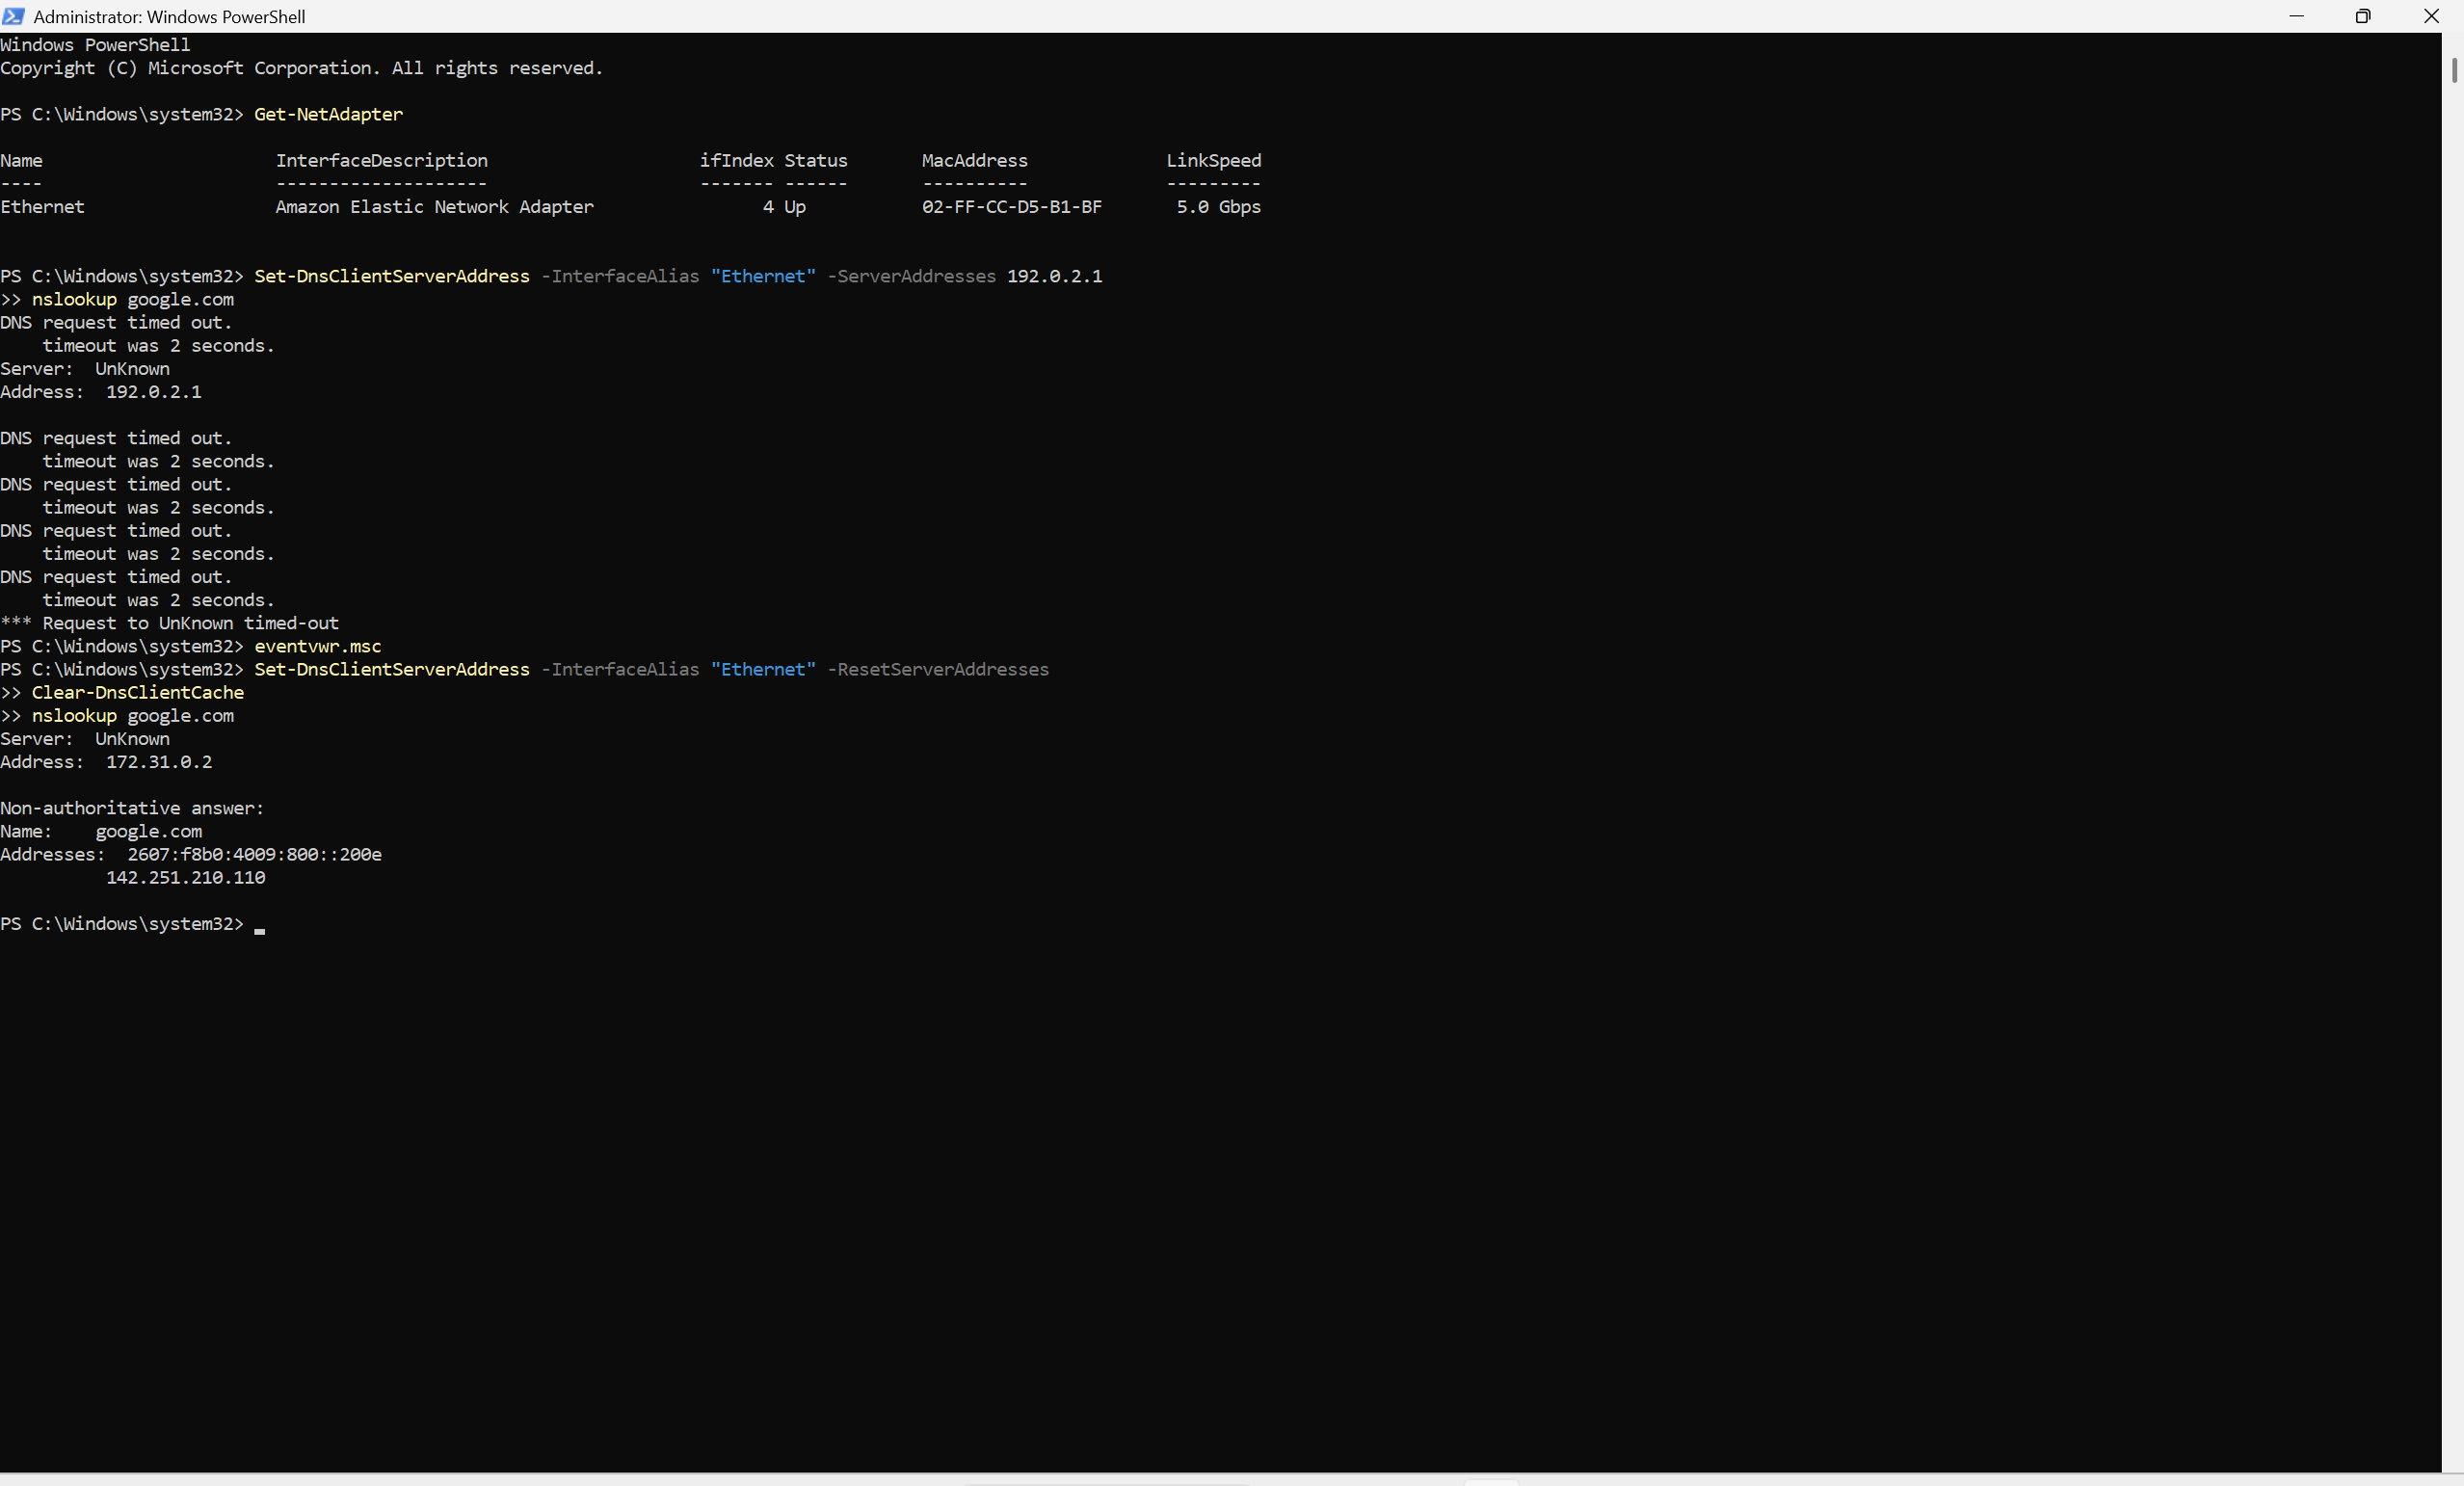 Administrator: Windows PowerShell
Windows PowerShell
Copyright (C) Microsoft Corporation. All rights reserved.
PS C:\Windows\system32> Get-NetAdapter
Name                      InterfaceDescription                    ifIndex Status       MacAddress             LinkSpeed
----                      --------------------                    ------- ------       ----------             ---------
Ethernet                  Amazon Elastic Network Adapter                4 Up           02-FF-CC-D5-B1-BF       5.0 Gbps
PS C:\Windows\system32> Set-DnsClientServerAddress -InterfaceAlias "Ethernet" -ServerAddresses 192.0.2.1
>> nslookup google.com
DNS request timed out.
    timeout was 2 seconds.
Server:  UnKnown
Address:  192.0.2.1
DNS request timed out.
    timeout was 2 seconds.
DNS request timed out.
    timeout was 2 seconds.
DNS request timed out.
    timeout was 2 seconds.
DNS request timed out.
    timeout was 2 seconds.
*** Request to UnKnown timed-out
PS C:\Windows\system32> eventvwr.msc
PS C:\Windows\system32> Set-DnsClientServerAddress -InterfaceAlias "Ethernet" -ResetServerAddresses
>> Clear-DnsClientCache
>> nslookup google.com
Server:  UnKnown
Address:  172.31.0.2
Non-authoritative answer:
Name:    google.com
Addresses:  2607:f8b0:4009:800::200e
          142.251.210.110
PS C:\Windows\system32>